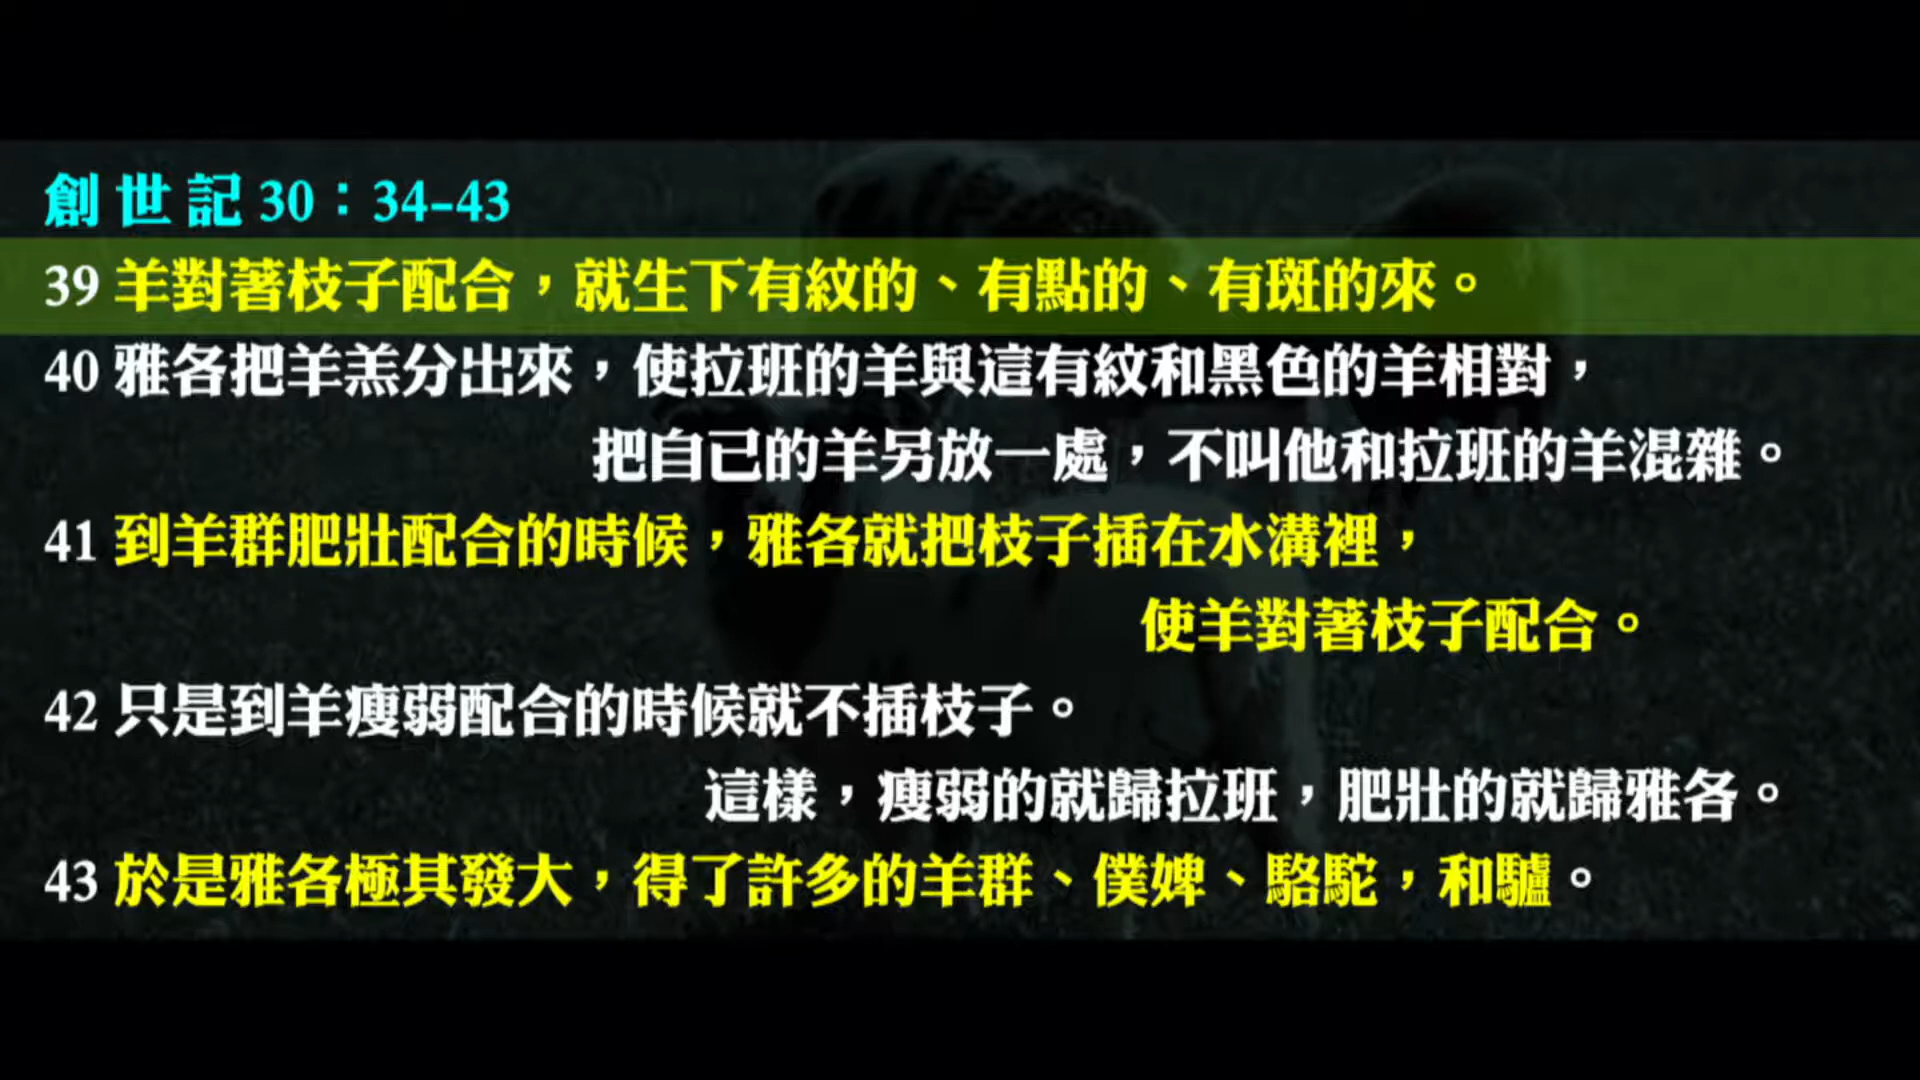 創世記30：34-43
39 羊對著枝子配合，就生下有紋的、有點的、有斑的來。
40 雅各把羊羔分出來，使拉班的羊與這有紋和黑色的羊相對，
把自己的羊另放一處，不叫他和拉班的羊混雜。
41 到羊群肥壯配合的時候，雅各就把枝子插在水溝裡，
使羊對著枝子配合。
42 只是到羊瘦弱配合的時候就不插枝子。
這樣，瘦弱的就歸拉班，肥壯的就歸雅各。
43 於是雅各極其發大，得了許多的羊群、僕婢、駱駝，和驢。